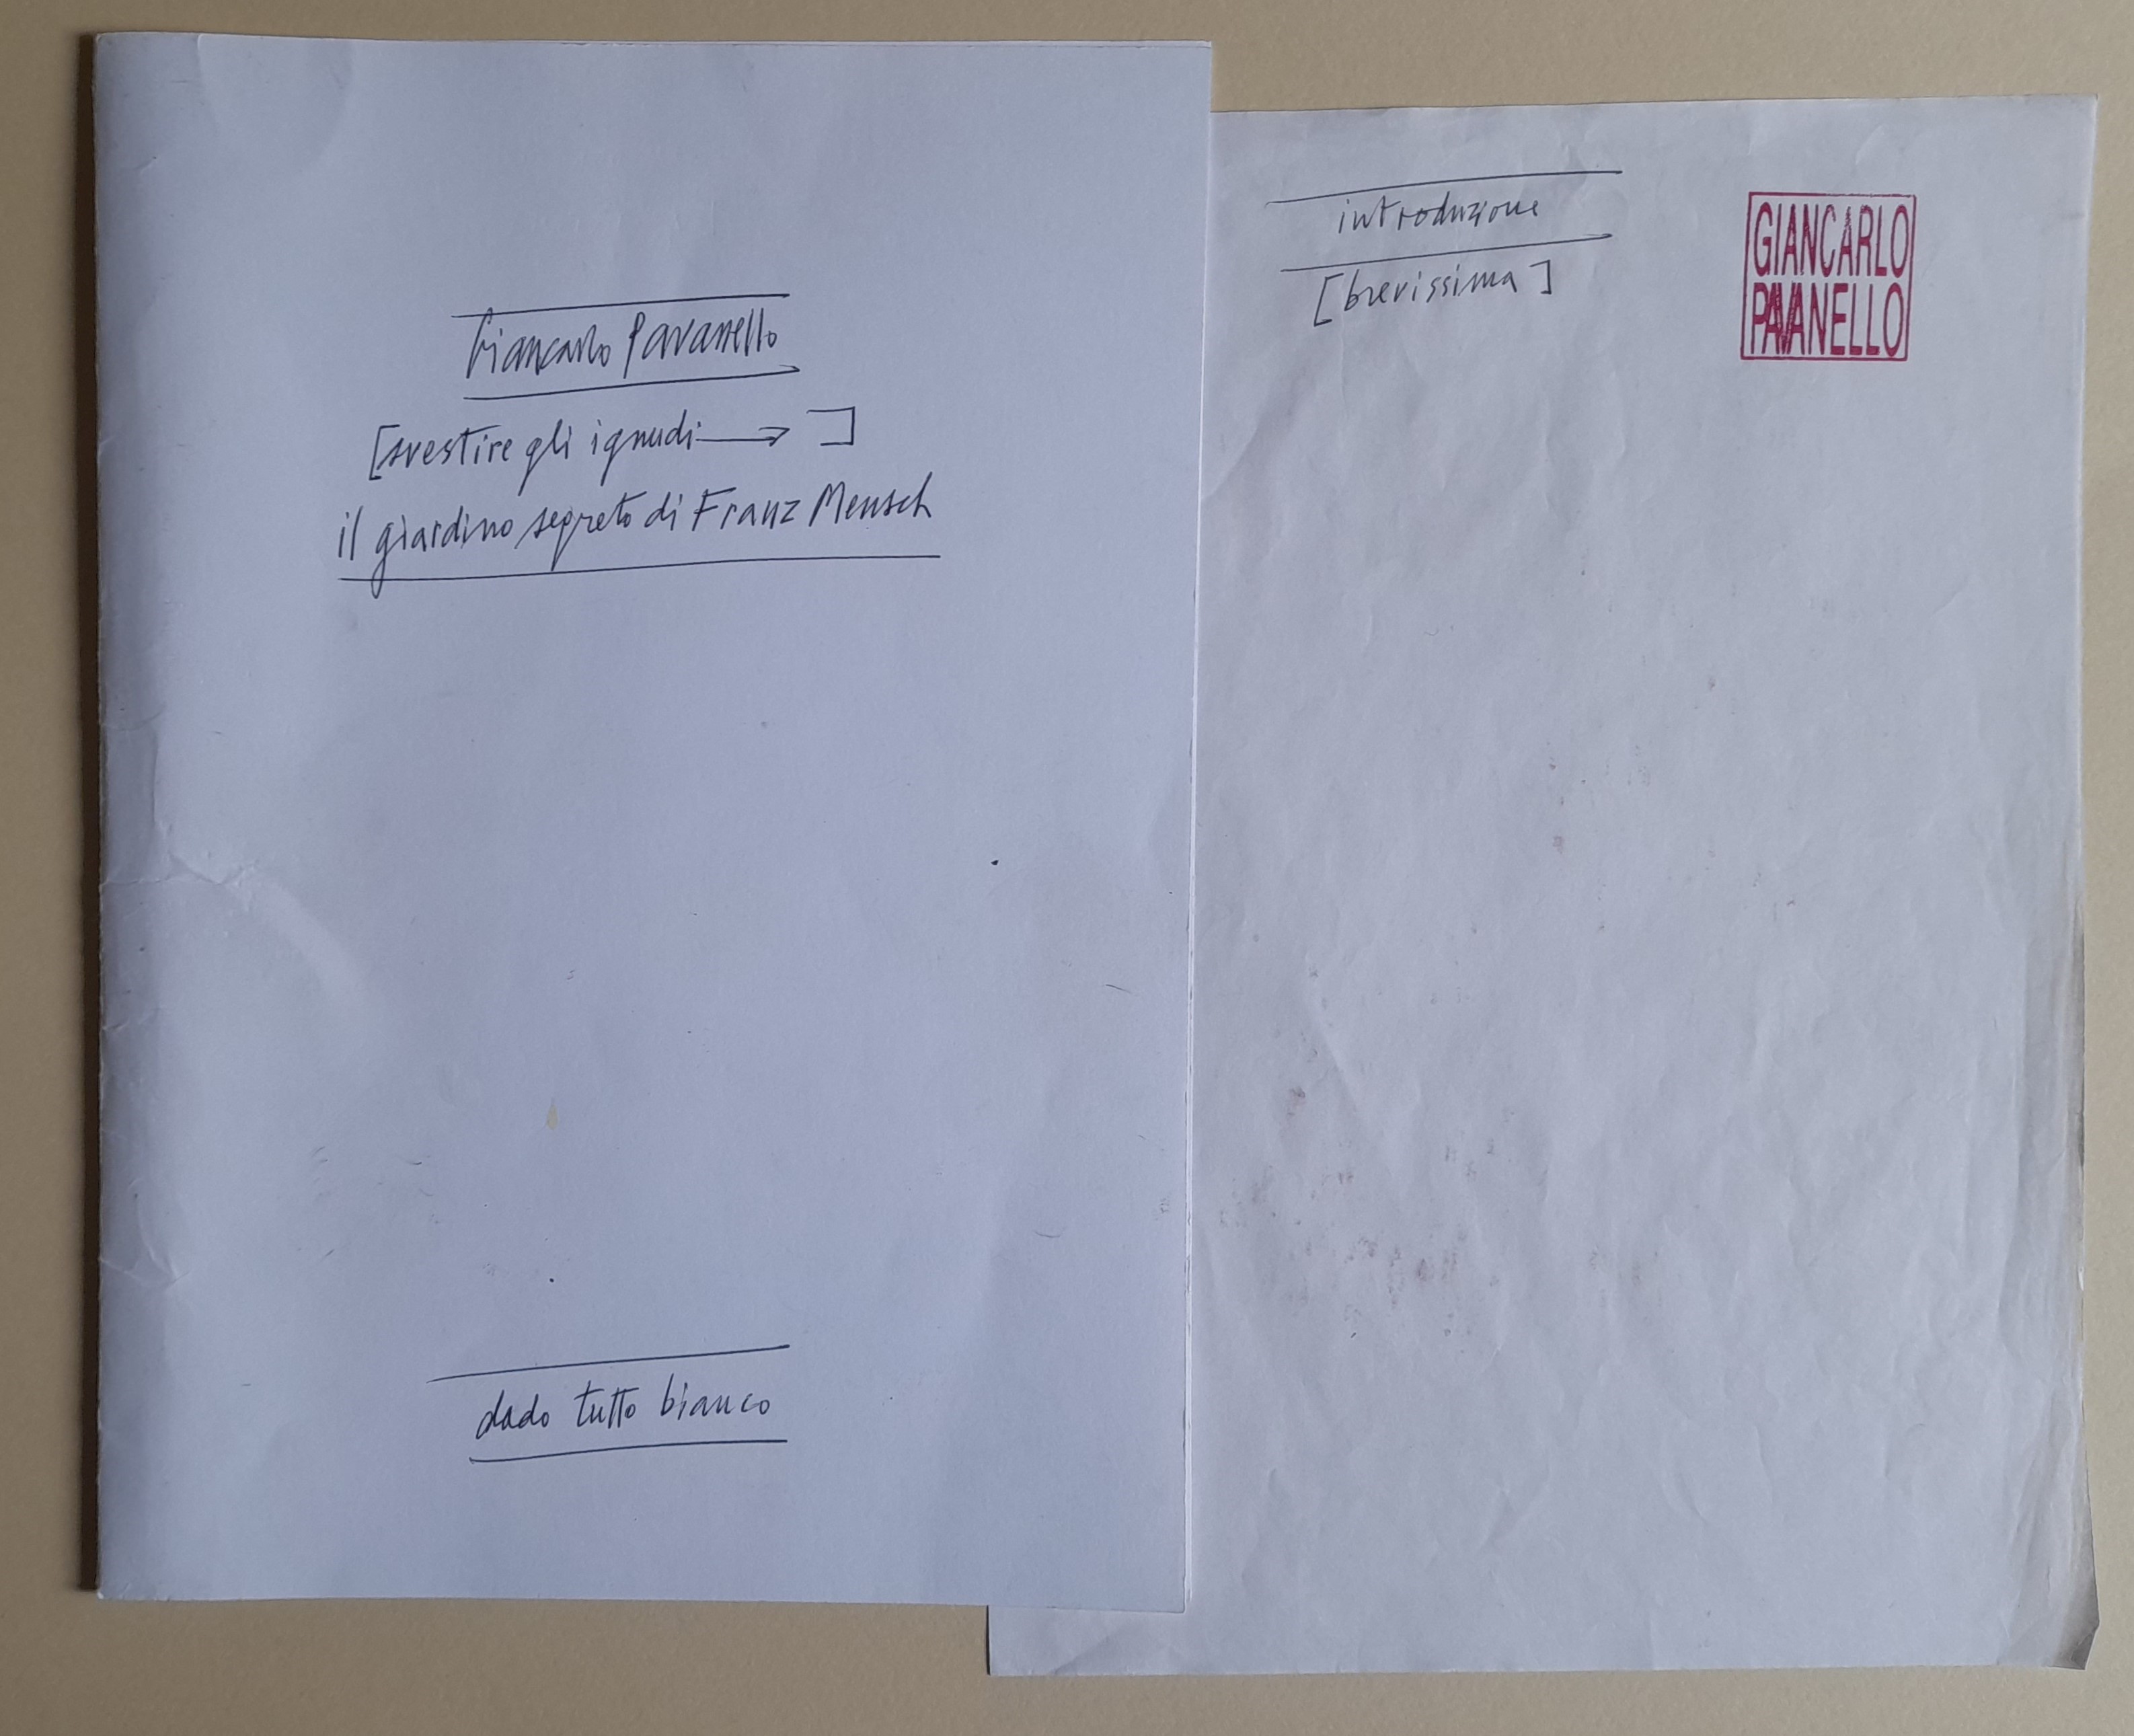 Giancarlo Pavanello
[svestire gli ignudi → ]
il giardino segreto di Franz Mensch
dado tutto bianco
introduzione
[brevissima]
GIANCARLO
PAVANELLO